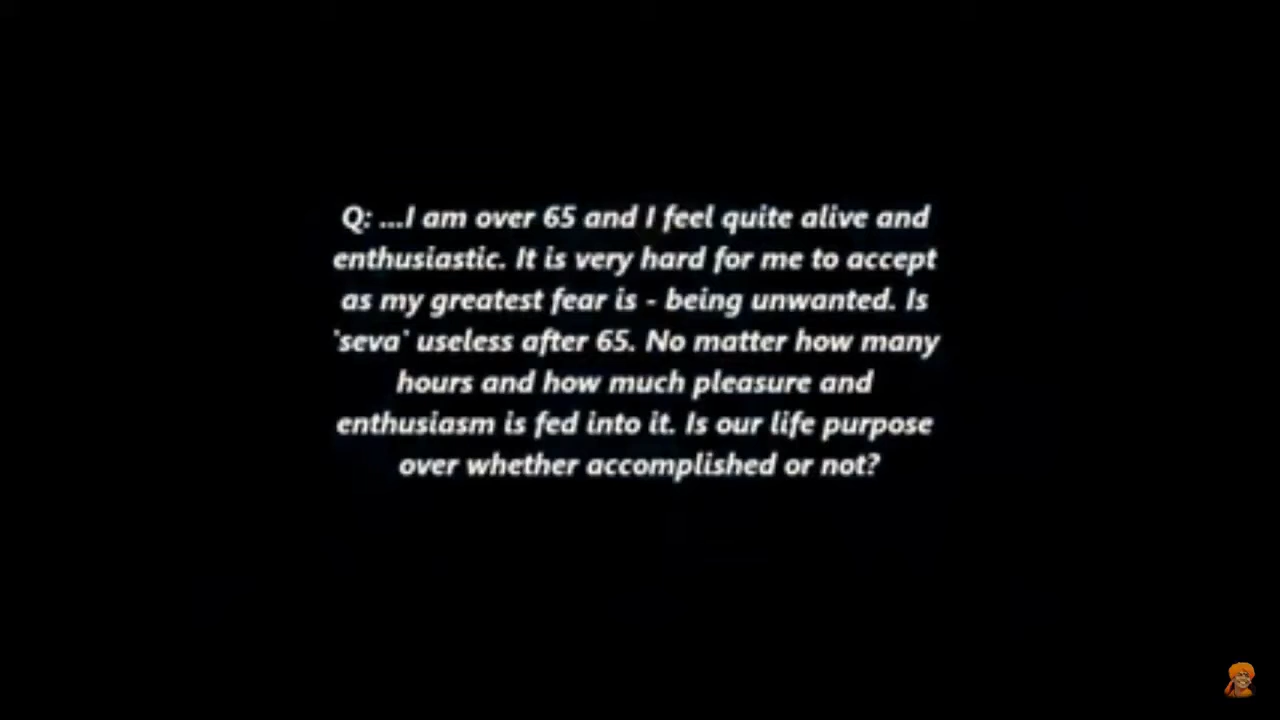 Q: ...I am over 65 and I feel quite alive and
enthusiastic. It is very hard for me to accept
as my greatest fear is - being unwanted. Is
`seva` useless after 65. No matter how many
hours and how much pleasure and
enthusiasm is fed into it. Is our life purpose
over whether accomplished or not?